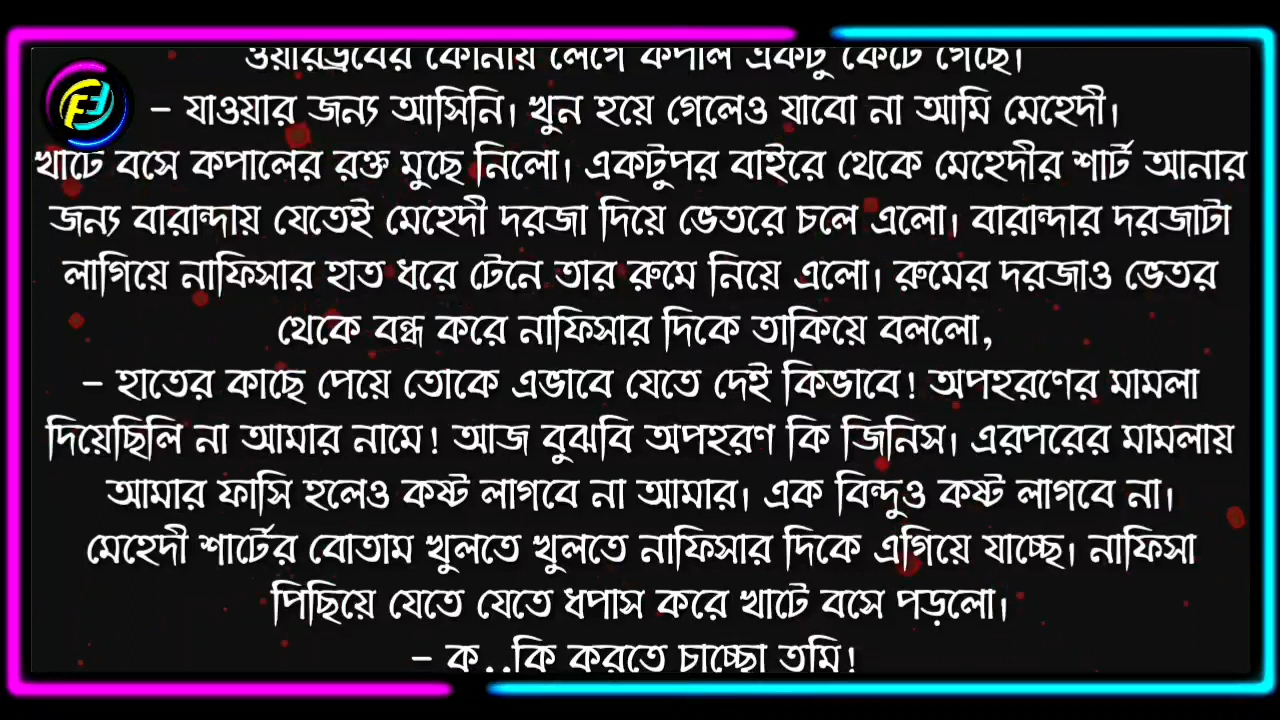 ওয়ারড্রবের কোনায় লেগে কপাল একটু কেটে গেছে।
– যাওয়ার জন্য আসিনি। খুন হয়ে গেলেও যাবো না আমি মেহেদী।
খাটে বসে কপালের রক্ত মুছে নিলো। একটুপর বাইরে থেকে মেহেদীর শার্ট আনার
জন্য বারান্দায় যেতেই মেহেদী দরজা দিয়ে ভেতরে চলে এলো। বারান্দার দরজাটা
লাগিয়ে নাফিসার হাত ধরে টেনে তার রুমে নিয়ে এলো। রুমের দরজাও ভেতর
থেকে বন্ধ করে নাফিসার দিকে তাকিয়ে বললো,
– হাতের কাছে পেয়ে তোকে এভাবে যেতে দেই কিভাবে! অপহরণের মামলা
দিয়েছিলি না আমার নামে! আজ বুঝবি অপহরণ কি জিনিস। এরপরের মামলায়
আমার ফাসি হলেও কষ্ট লাগবে না আমার। এক বিন্দুও কষ্ট লাগবে না।
মেহেদী শার্টের বোতাম খুলতে খুলতে নাফিসার দিকে এগিয়ে যাচ্ছে। নাফিসা
পিছিয়ে যেতে যেতে ধপাস করে খাটে বসে পড়লো।
– ক..কি করতে চাচ্ছো তুমি!